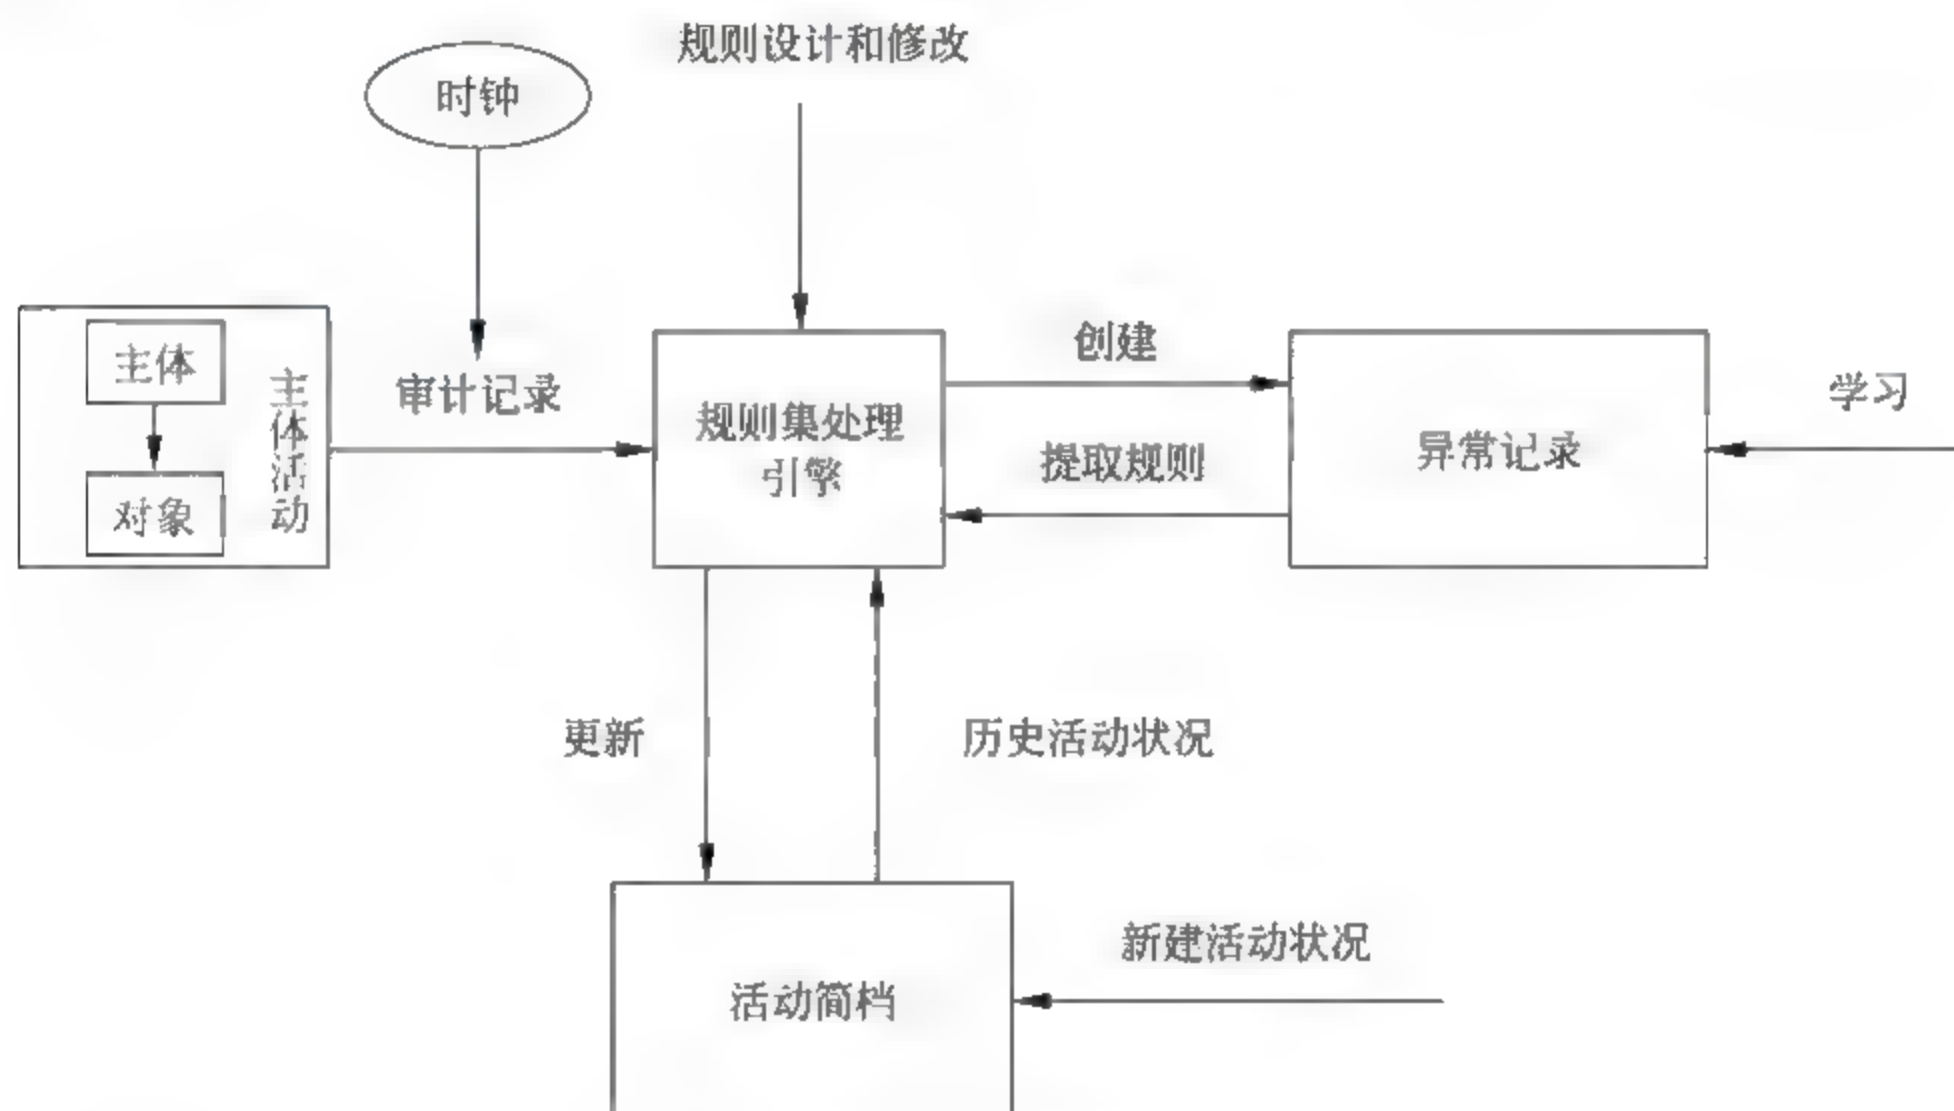 规则设计和修改
时钟
主体
对象
主体活动
审计记录
规则集处理
引擎
创建
提取规则
异常记录
学习
更新
历史活动状况
新建活动状况
活动简档